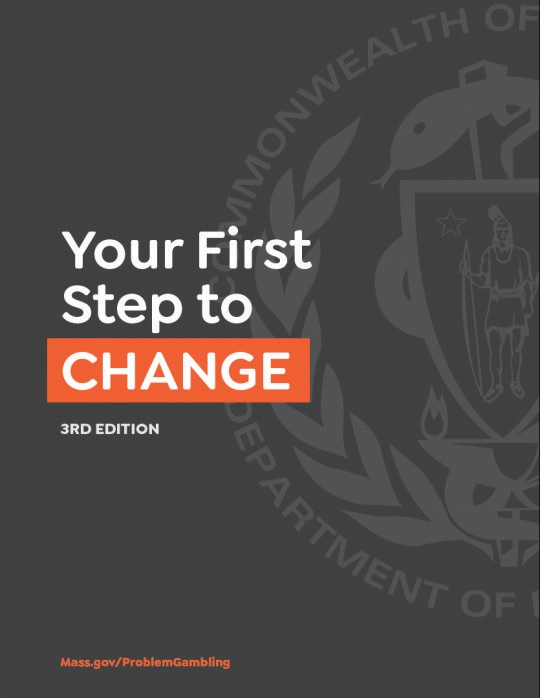 COMMONWEALTH OF
Your First
Step to
CHANGE
3RD EDITION
DEPARTMENT OF
Mass.gov/ProblemGambling